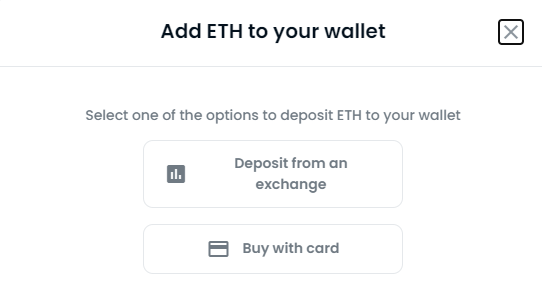 Add ETH to your wallet
Select one of the options to deposit ETH to your wallet
Deposit from an
exchange
Buy with card